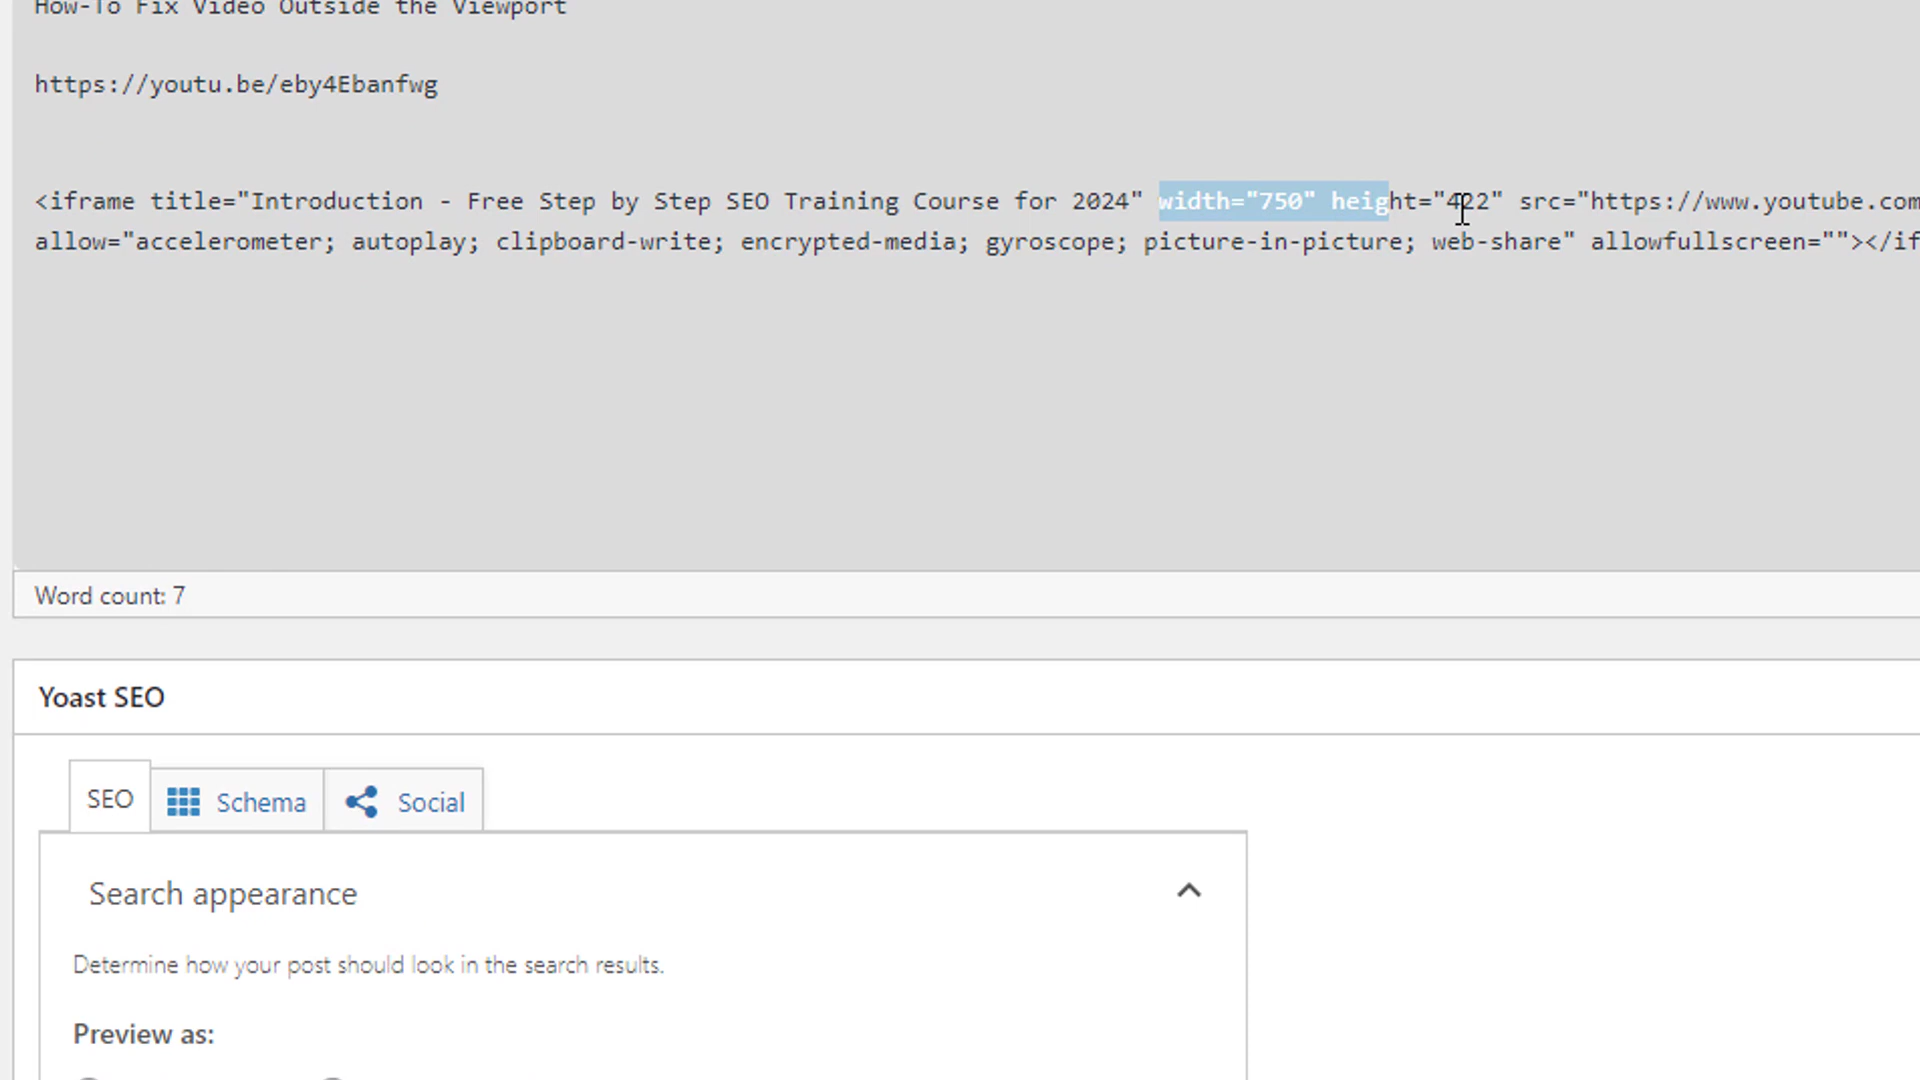 How-To Fix Video Outside the Viewport
https://youtu.be/eby4Ebanfwg
<iframe title="Introduction - Free Step by Step SEO Training Course for 2024" width="750" height="422" src="https://www.youtube.com
allow="accelerometer; autoplay; clipboard-write; encrypted-media; gyroscope; picture-in-picture; web-share" allowfullscreen=""></if
Word count: 7
Yoast SEO
SEO Schema Social
Search appearance
Determine how your post should look in the search results.
Preview as: